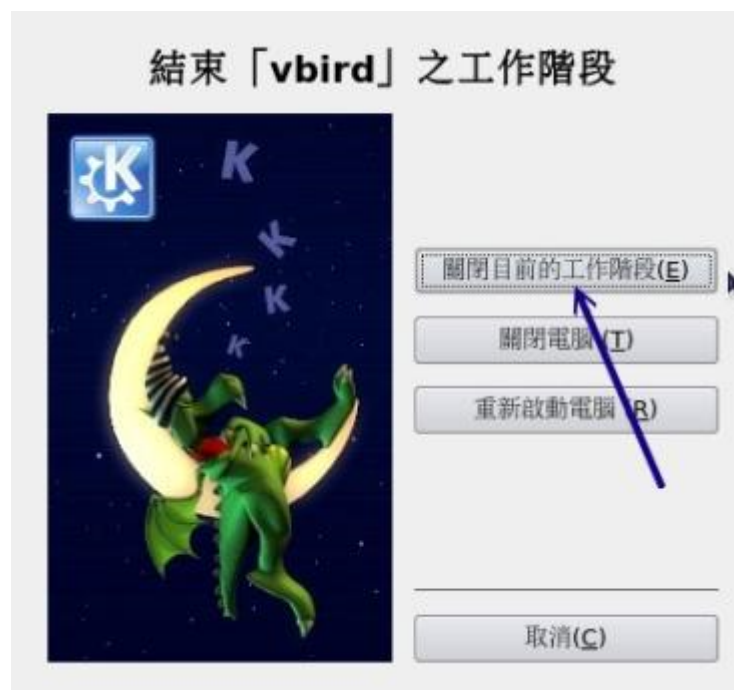 結束「vbird」之工作階段
K
K
K
K
K
關閉目前的工作階段(E)
關閉電腦(T)
重新啟動電腦(R)
取消(C)